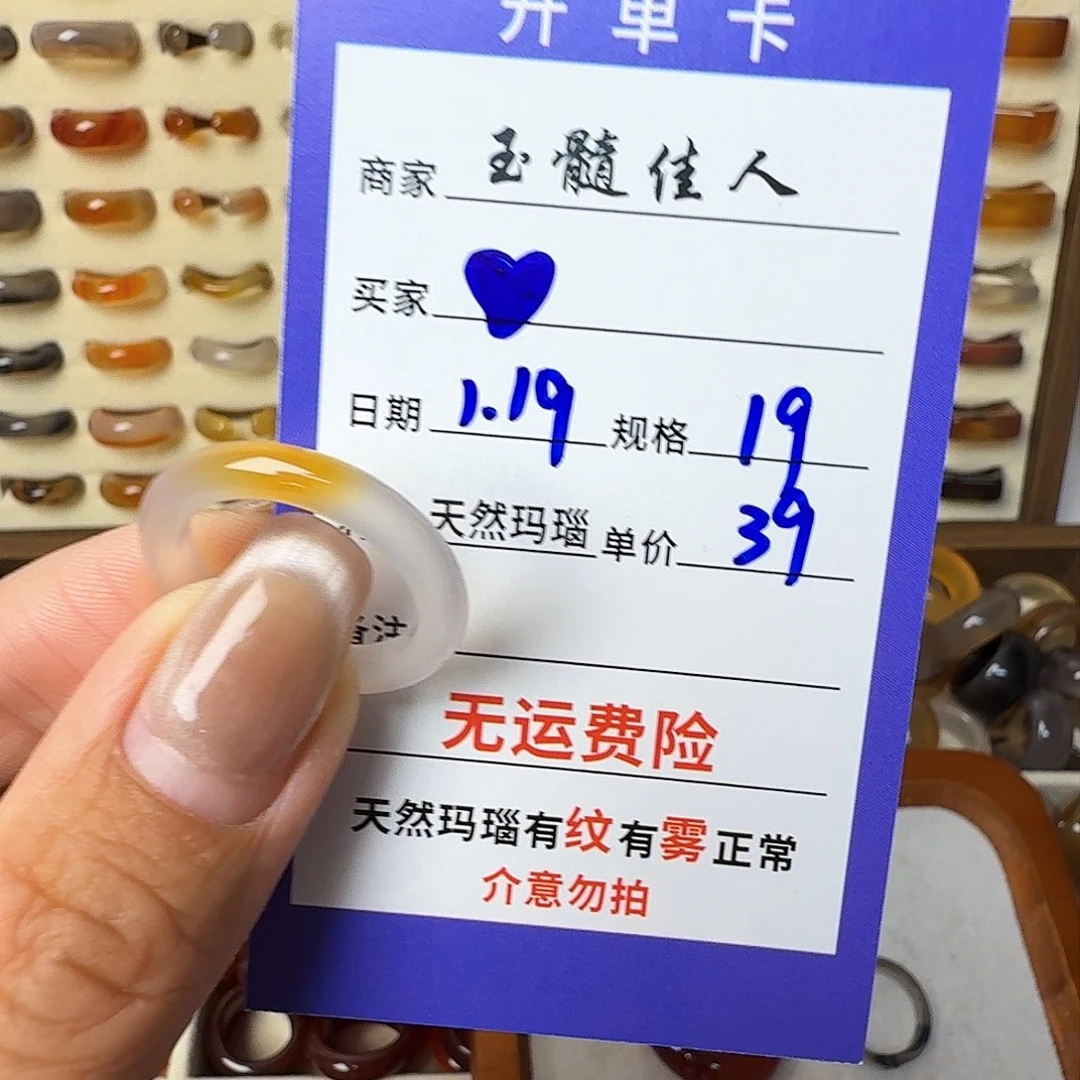 开单卡
商家 玉髓佳人
买家
日期 1.19 规格 19
天然玛瑙 单价 39
备注
无运费险
天然玛瑙有纹有雾正常
介意勿拍